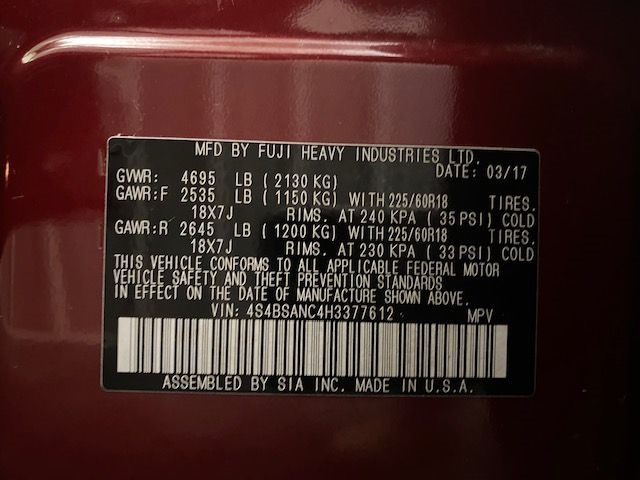 MFD BY FUJI HEAVY INDUSTRIES LTD.
DATE: 03/17
GVWR: 4695 LB ( 2130 KG)
GAWR:F 2535 LB ( 1150 KG) WITH 225/60R18 TIRES.
18X7J RIMS. AT 240 KPA ( 35 PSI) COLD
GAWR:R 2645 LB ( 1200 KG) WITH 225/60R18 TIRES.
18X7J RIMS. AT 230 KPA ( 33 PSI) COLD
THIS VEHICLE CONFORMS TO ALL APPLICABLE FEDERAL MOTOR
VEHICLE SAFETY AND THEFT PREVENTION STANDARDS
IN EFFECT ON THE DATE OF MANUFACTURE SHOWN ABOVE.
VIN: 4S4BSANC4H3377612 MPV
ASSEMBLED BY SIA INC. MADE IN U.S.A.